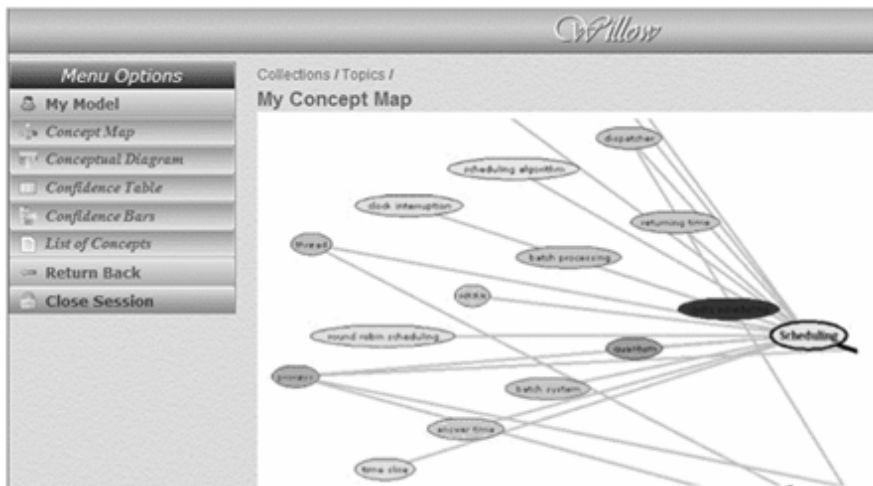 Willow
Menu Options
My Model
Concept Map
Conceptual Diagram
Confidence Table
Confidence Bars
List of Concepts
Return Back
Close Session
Collections / Topics /
My Concept Map
dispatcher
scheduling algorithm
clock interruption
returning time
thread
batch processing
HRRN
Scheduling
round robin scheduling
quantum
process
batch system
answer time
time slice